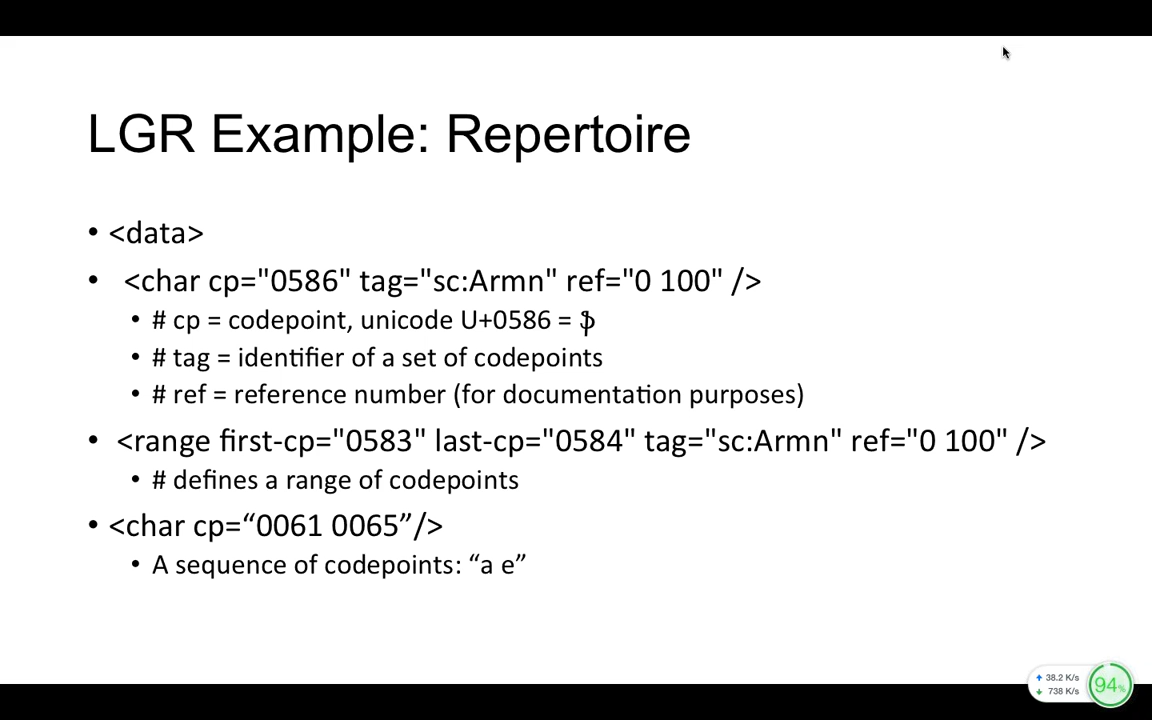 LGR Example: Repertoire
• <data>
• <char cp="0586" tag="sc:Armn" ref="0 100" />
• # cp = codepoint, unicode U+0586 = ֆ
• # tag = identifier of a set of codepoints
• # ref = reference number (for documentation purposes)
• <range first-cp="0583" last-cp="0584" tag="sc:Armn" ref="0 100" />
• # defines a range of codepoints
• <char cp=“0061 0065”/>
• A sequence of codepoints: “a e”
↑ 38.2 K/s
↓ 738 K/s
94%